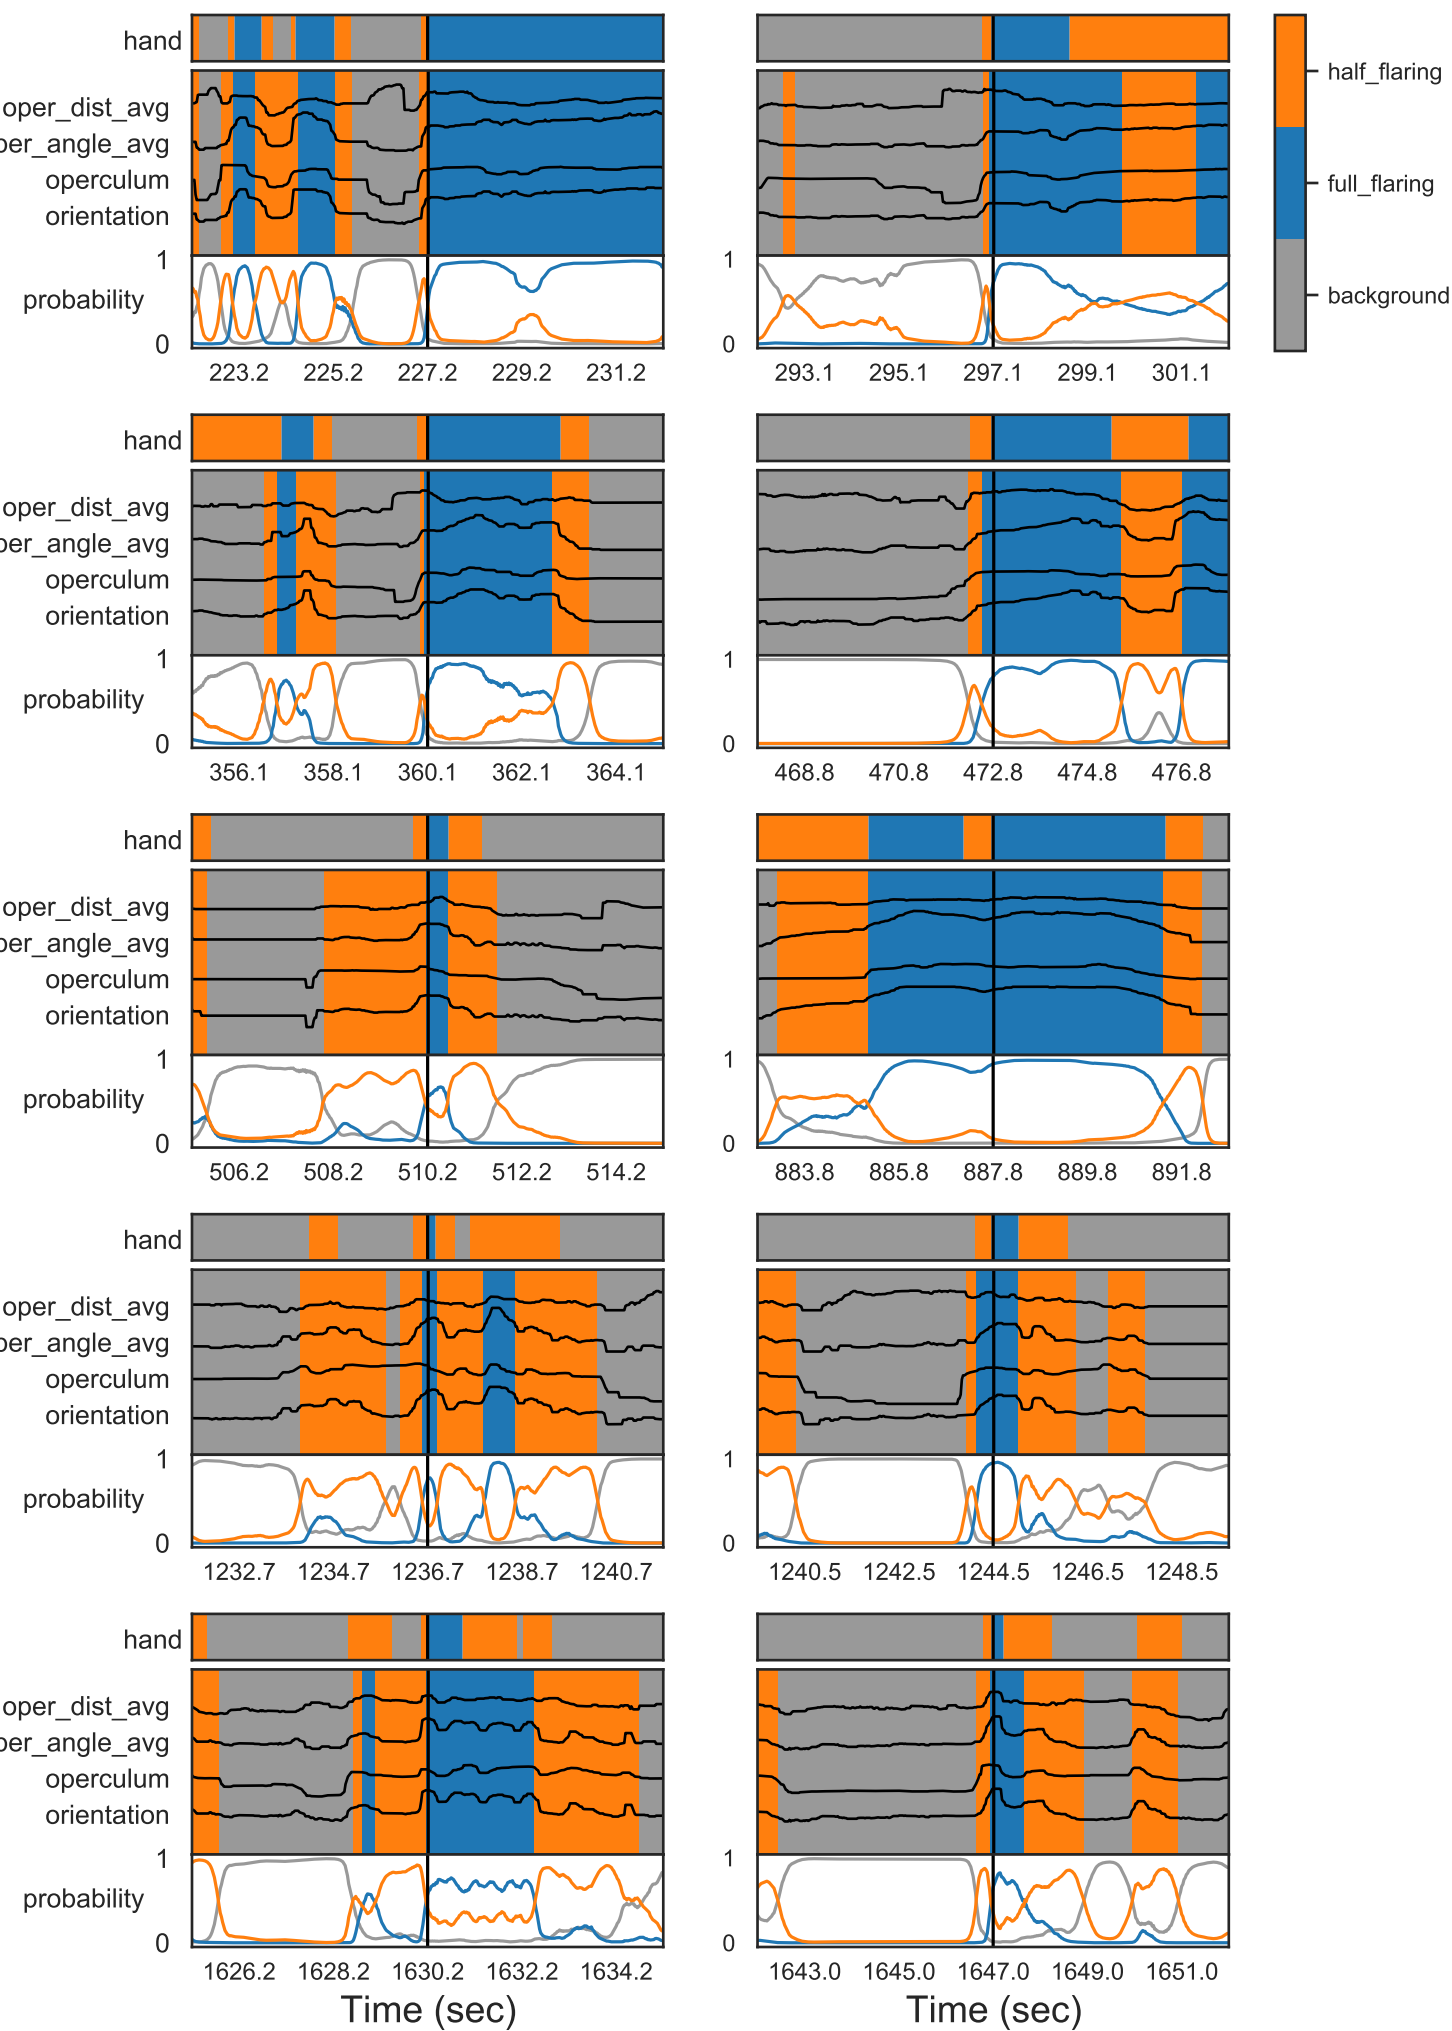 hand
half_flaring
full_flaring
background
oper_dist_avg
per_angle_avg
operculum
orientation
1
probability
0
223.2 225.2 227.2 229.2 231.2
1
0
293.1 295.1 297.1 299.1 301.1
hand
oper_dist_avg
per_angle_avg
operculum
orientation
1
probability
0
356.1 358.1 360.1 362.1 364.1
1
0
468.8 470.8 472.8 474.8 476.8
hand
oper_dist_avg
per_angle_avg
operculum
orientation
1
probability
0
506.2 508.2 510.2 512.2 514.2
1
0
883.8 885.8 887.8 889.8 891.8
hand
oper_dist_avg
per_angle_avg
operculum
orientation
1
probability
0
1232.7 1234.7 1236.7 1238.7 1240.7
1
0
1240.5 1242.5 1244.5 1246.5 1248.5
hand
oper_dist_avg
per_angle_avg
operculum
orientation
1
probability
0
1626.2 1628.2 1630.2 1632.2 1634.2
Time (sec)
1
0
1643.0 1645.0 1647.0 1649.0 1651.0
Time (sec)